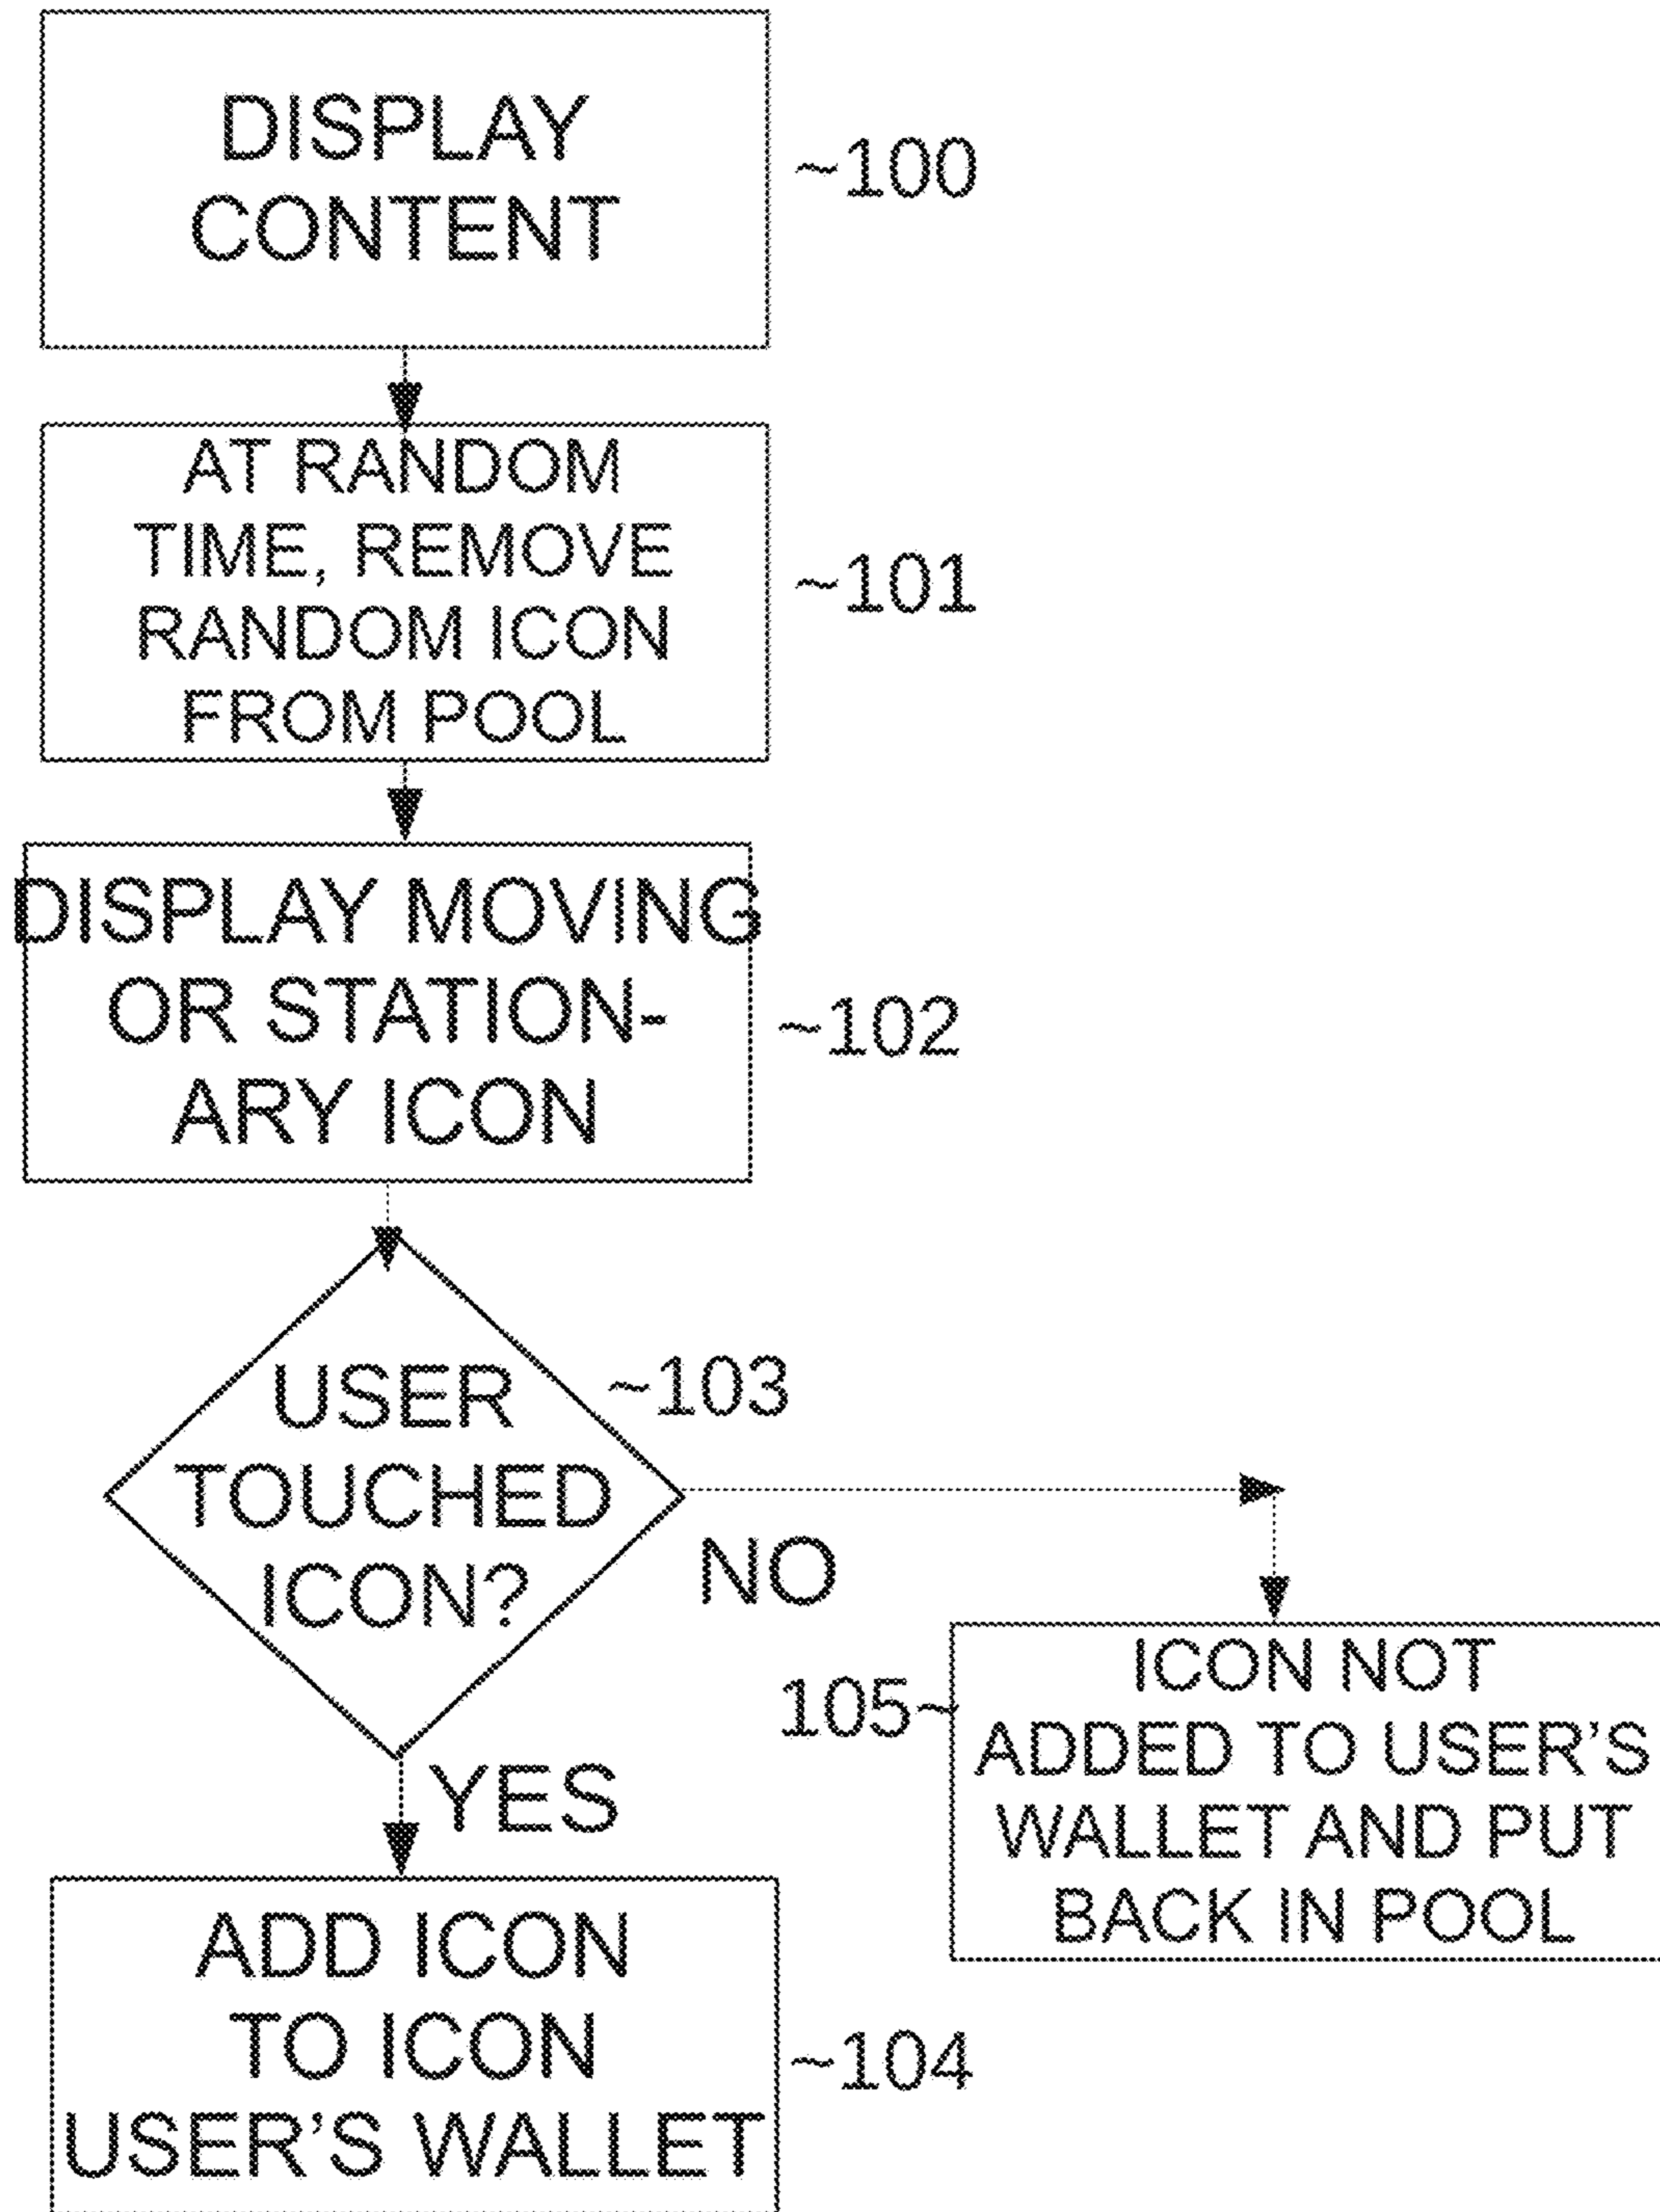 DISPLAY
CONTENT
~100
AT RANDOM
TIME, REMOVE
RANDOM ICON
FROM POOL
~101
DISPLAY MOVING
OR STATION-
ARY ICON
~102
USER
TOUCHED
ICON?
~103
NO
YES
ICON NOT
ADDED TO USER’S
WALLET AND PUT
BACK IN POOL
105~
ADD ICON
TO ICON
USER’S WALLET
~104